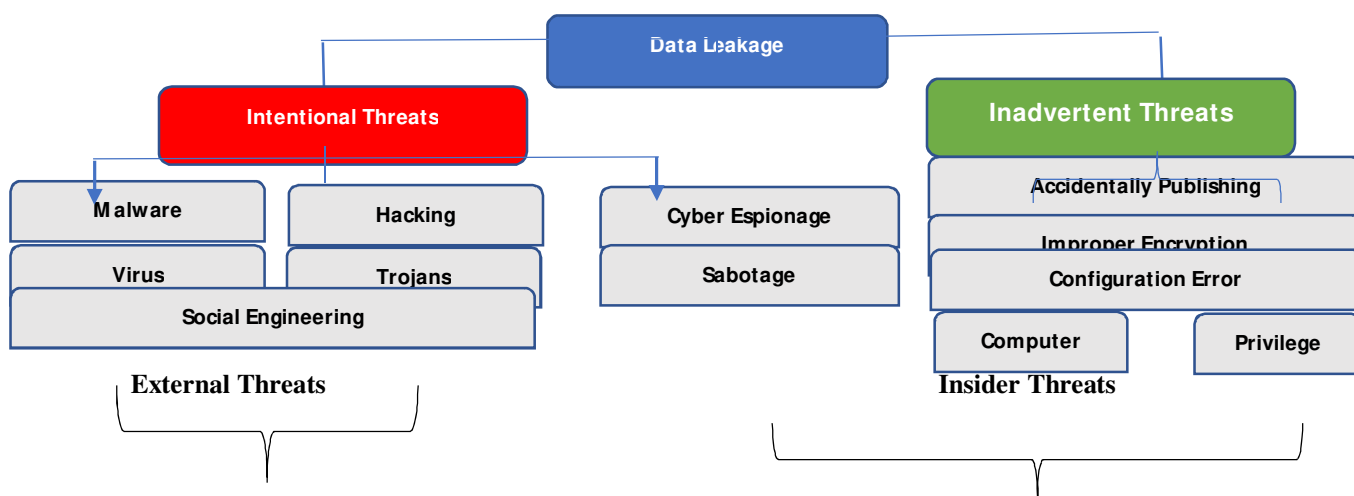 Data Leakage
Intentional Threats
Inadvertent Threats
Malware
Hacking
Cyber Espionage
Accidentally Publishing
Virus
Trojans
Sabotage
Improper Encryption
Configuration Error
Social Engineering
Computer
Privilege
External Threats
Insider Threats